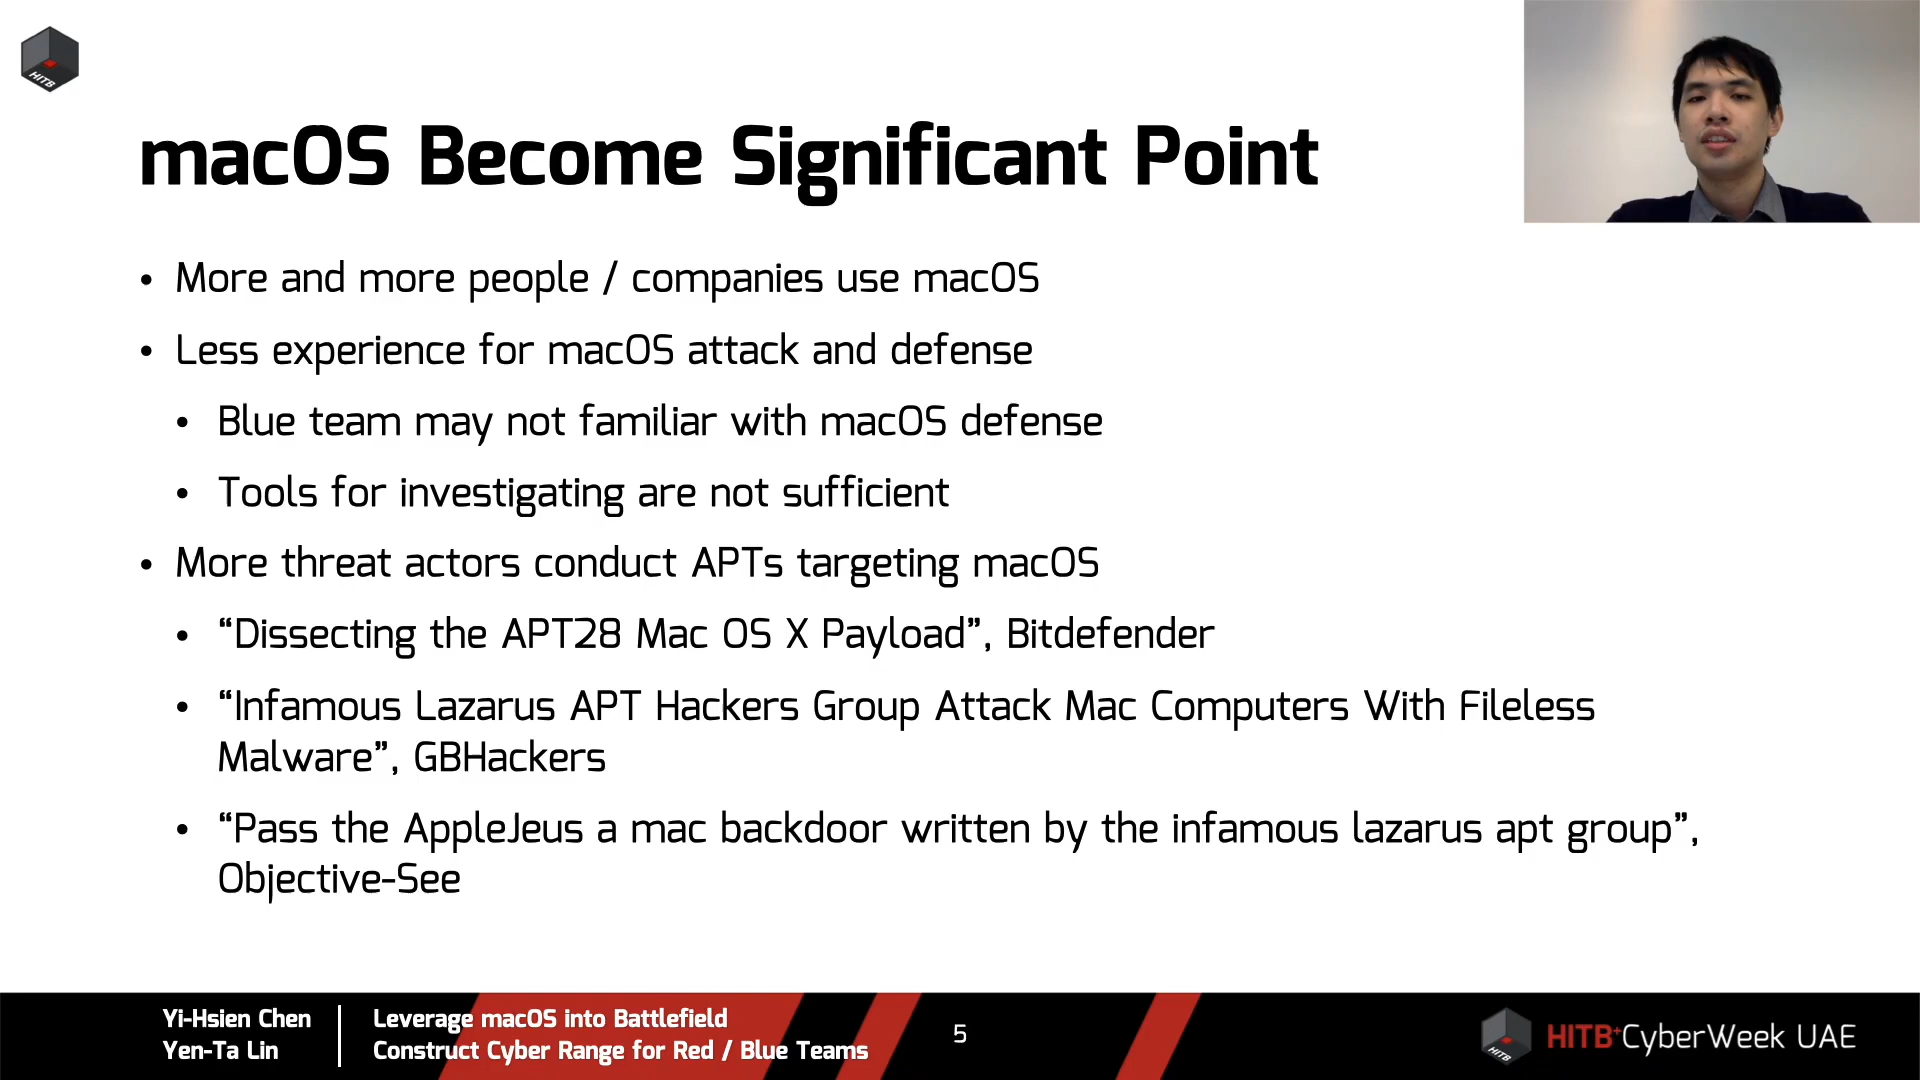 HITB
macOS Become Significant Point
• More and more people / companies use macOS
• Less experience for macOS attack and defense
• Blue team may not familiar with macOS defense
• Tools for investigating are not sufficient
• More threat actors conduct APTs targeting macOS
• “Dissecting the APT28 Mac OS X Payload”, Bitdefender
• “Infamous Lazarus APT Hackers Group Attack Mac Computers With Fileless
Malware”, GBHackers
• “Pass the AppleJeus a mac backdoor written by the infamous lazarus apt group”,
Objective-See
Yi-Hsien Chen
Yen-Ta Lin
Leverage macOS into Battlefield
Construct Cyber Range for Red / Blue Teams
5
HITB
HITB+CyberWeek UAE